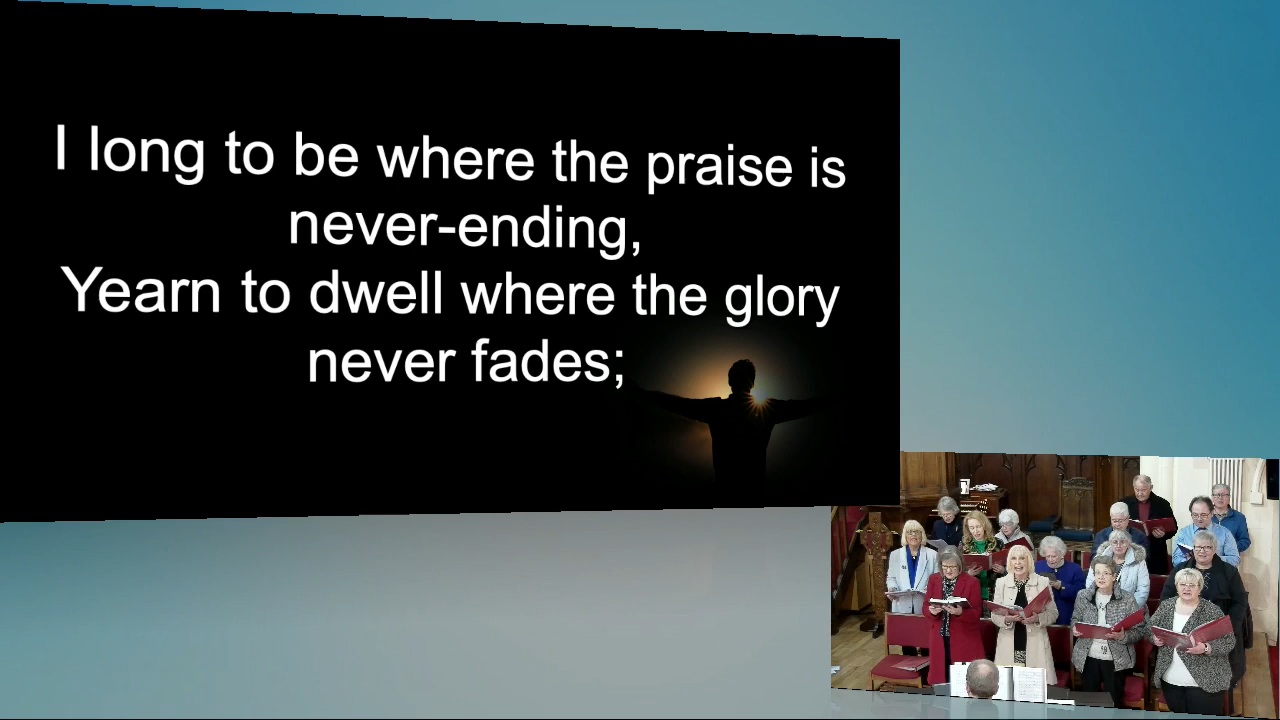 I long to be where the praise is
never-ending,
Yearn to dwell where the glory
never fades;